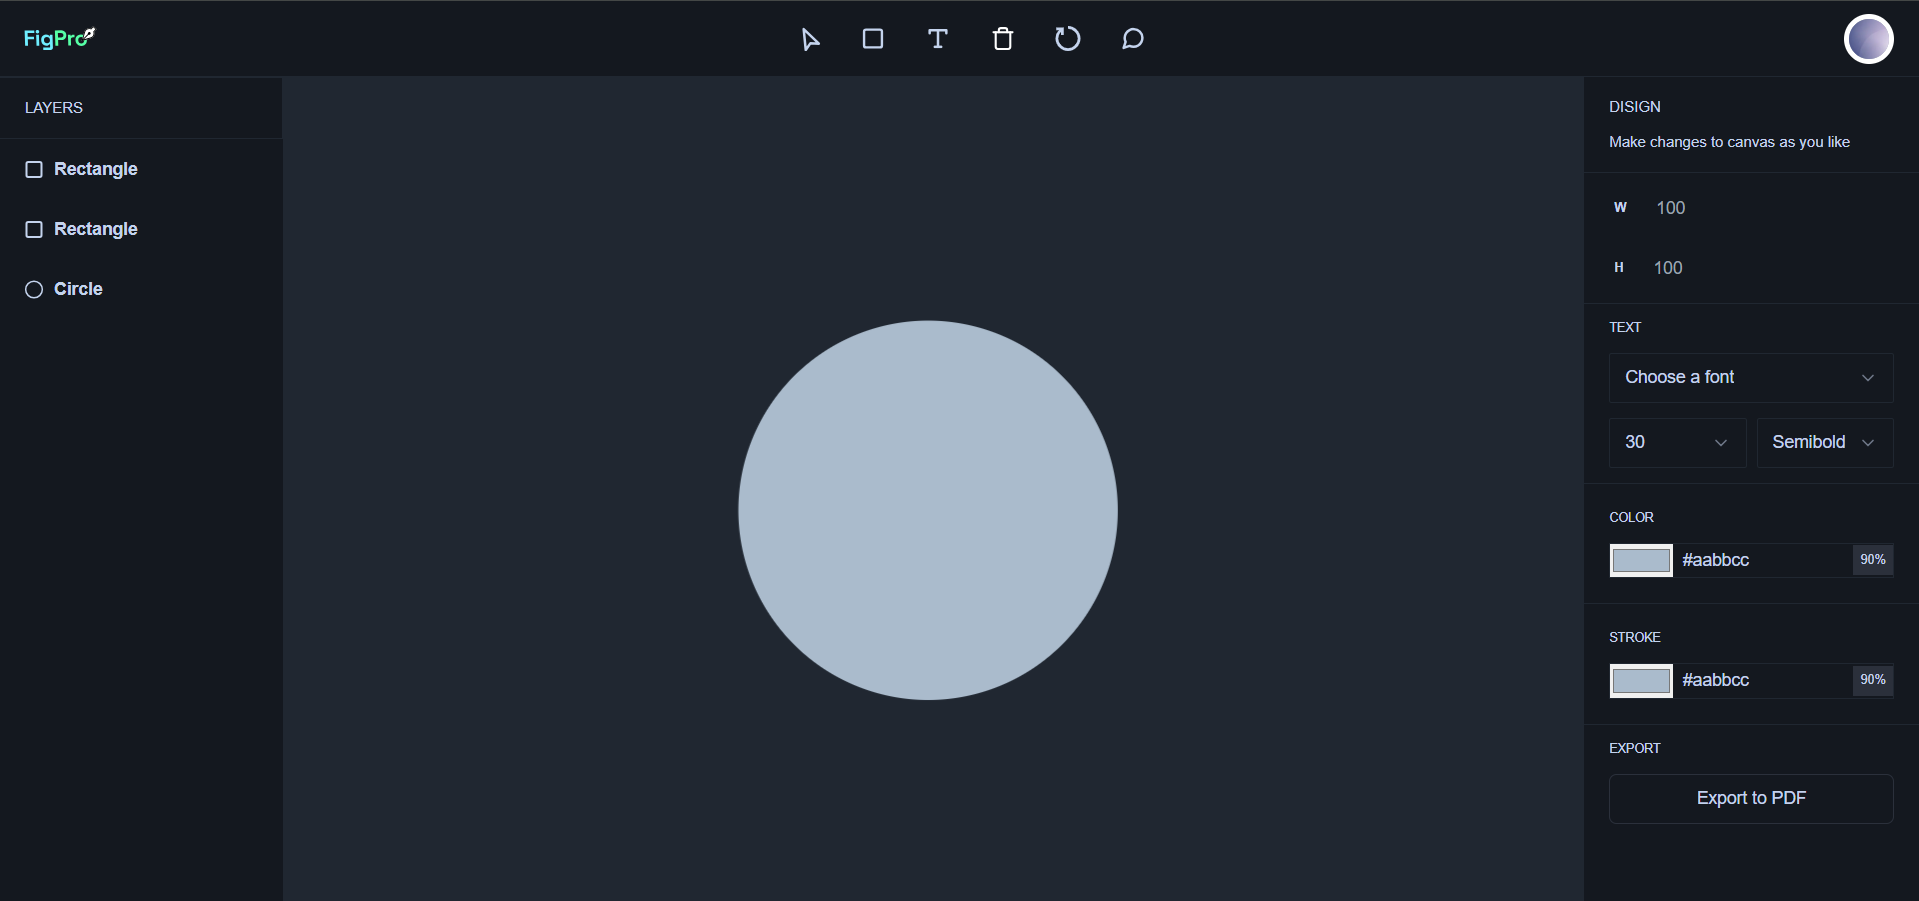 FigPro
LAYERS
Rectangle
Rectangle
Circle
DISIGN
Make changes to canvas as you like
W 100
H 100
TEXT
Choose a font
30 Semibold
COLOR
#aabbcc 90%
STROKE
#aabbcc 90%
EXPORT
Export to PDF